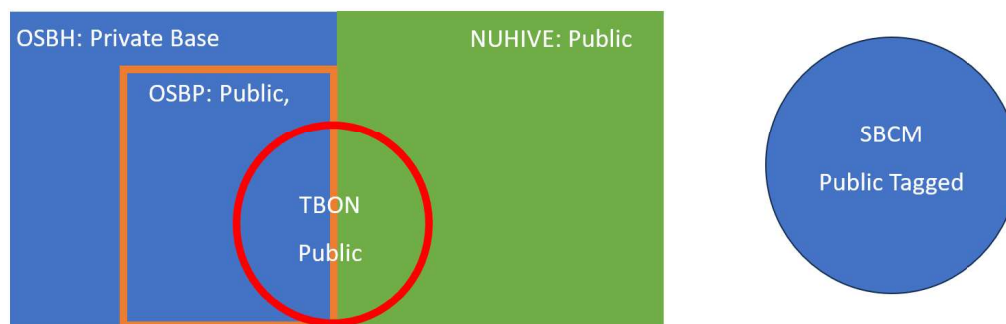 OSBH: Private Base
NUHIVE: Public
OSBP: Public,
TBON
Public
SBCM
Public Tagged